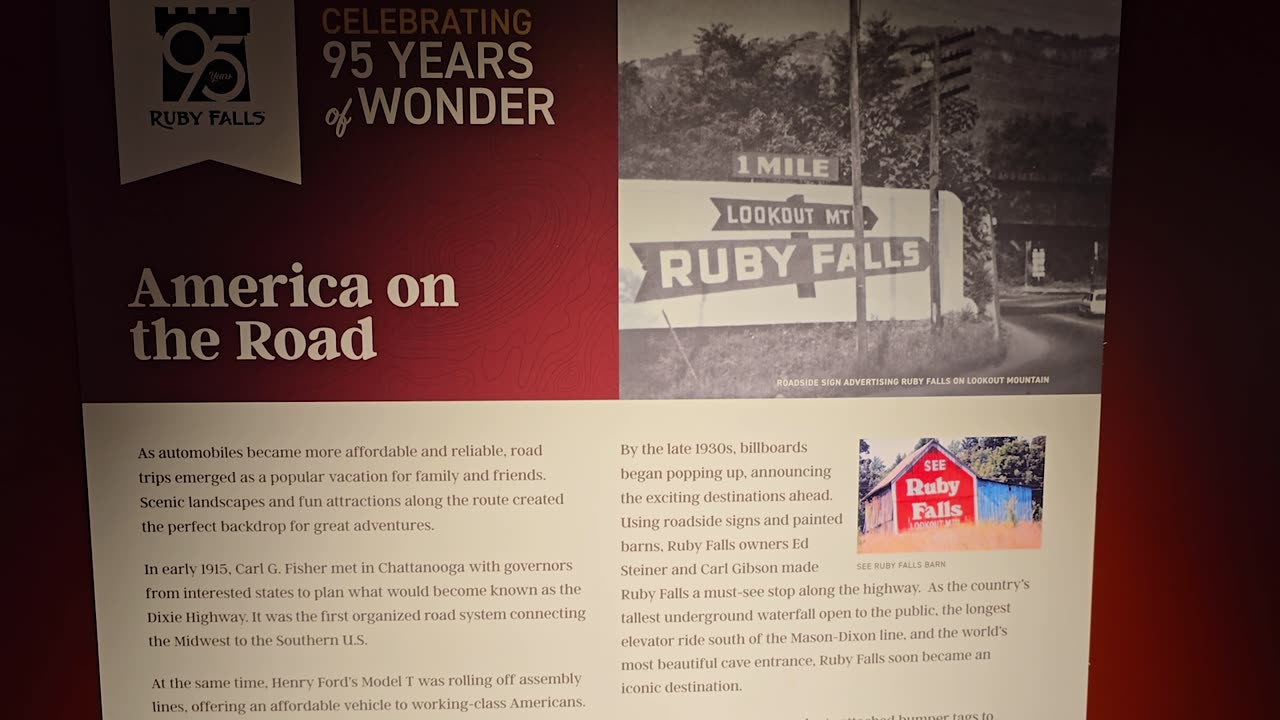 95
Years
RUBY FALLS
CELEBRATING
95 YEARS
of WONDER
America on
the Road
1 MILE
LOOKOUT MT.
RUBY FALLS
ROADSIDE SIGN ADVERTISING RUBY FALLS ON LOOKOUT MOUNTAIN
As automobiles became more affordable and reliable, road
trips emerged as a popular vacation for family and friends.
Scenic landscapes and fun attractions along the route created
the perfect backdrop for great adventures.
In early 1915, Carl G. Fisher met in Chattanooga with governors
from interested states to plan what would become known as the
Dixie Highway. It was the first organized road system connecting
the Midwest to the Southern U.S.
At the same time, Henry Ford's Model T was rolling off assembly
lines, offering an affordable vehicle to working-class Americans.
By the late 1930s, billboards
began popping up, announcing
the exciting destinations ahead.
Using roadside signs and painted
barns, Ruby Falls owners Ed
Steiner and Carl Gibson made
Ruby Falls a must-see stop along the highway. As the country's
tallest underground waterfall open to the public, the longest
elevator ride south of the Mason-Dixon line, and the world's
most beautiful cave entrance, Ruby Falls soon became an
iconic destination.
SEE
Ruby
Falls
LOOKOUT MTN.
SEE RUBY FALLS BARN
attached bumper tags to